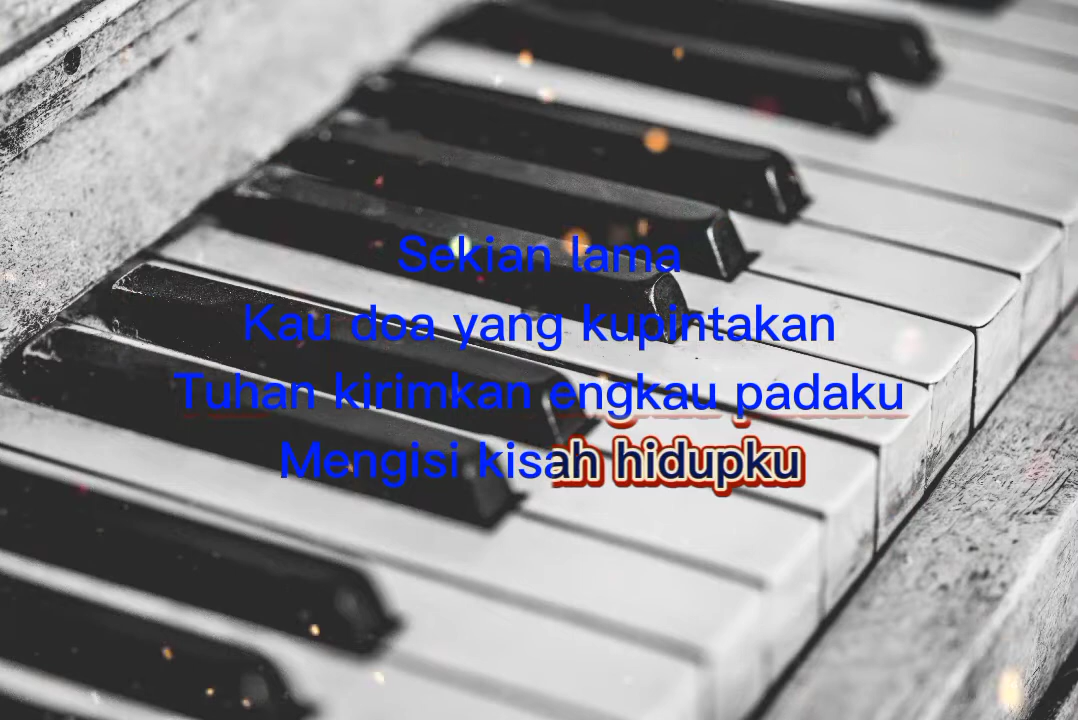 Sekian lama
Kau doa yang kupintakan
Tuhan kirimkan engkau padaku
Mengisi kisah hidupku